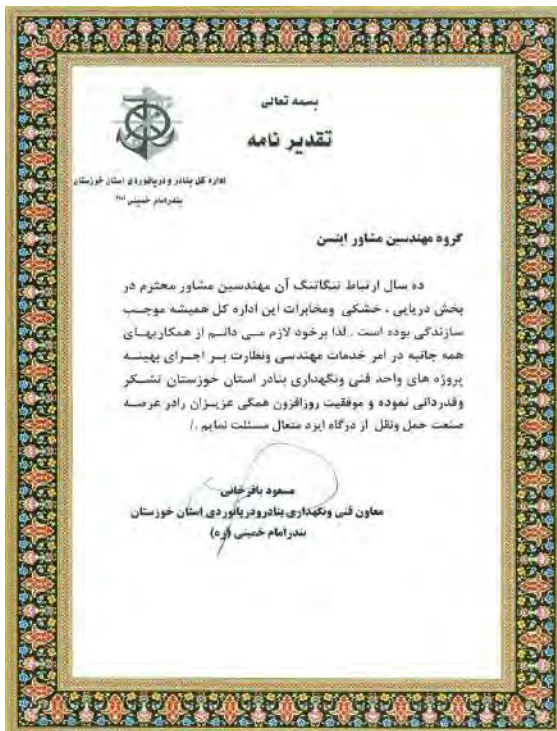 بسمه تعالی
تقدیر نامه
اداره کل بنادر و دریانوردی استان خوزستان
بندرامام خمینی (ره)
گروه مهندسین مشاور ایتسن
ده سال ارتباط تنگاتنگ آن مهندسین مشاور محترم در
بخش دریایی ، خشکی ومخابرات این اداره کل همیشه موجب
سازندگی بوده است . لذا برخود لازم می دانم از همکاریهای
همه جانبه در امر خدمات مهندسی ونظارت بر اجرای بهینه
پروژه های واحد فنی ونگهداری بنادر استان خوزستان تشکر
وقدردانی نموده و موفقیت روزافزون همگی عزیزان رادر عرصه
صنعت حمل ونقل از درگاه ایزد متعال مسئلت نمایم ./
مسعود باقرخانی
معاون فنی ونگهداری بنادرودریانوردی استان خوزستان
بندرامام خمینی (ره)